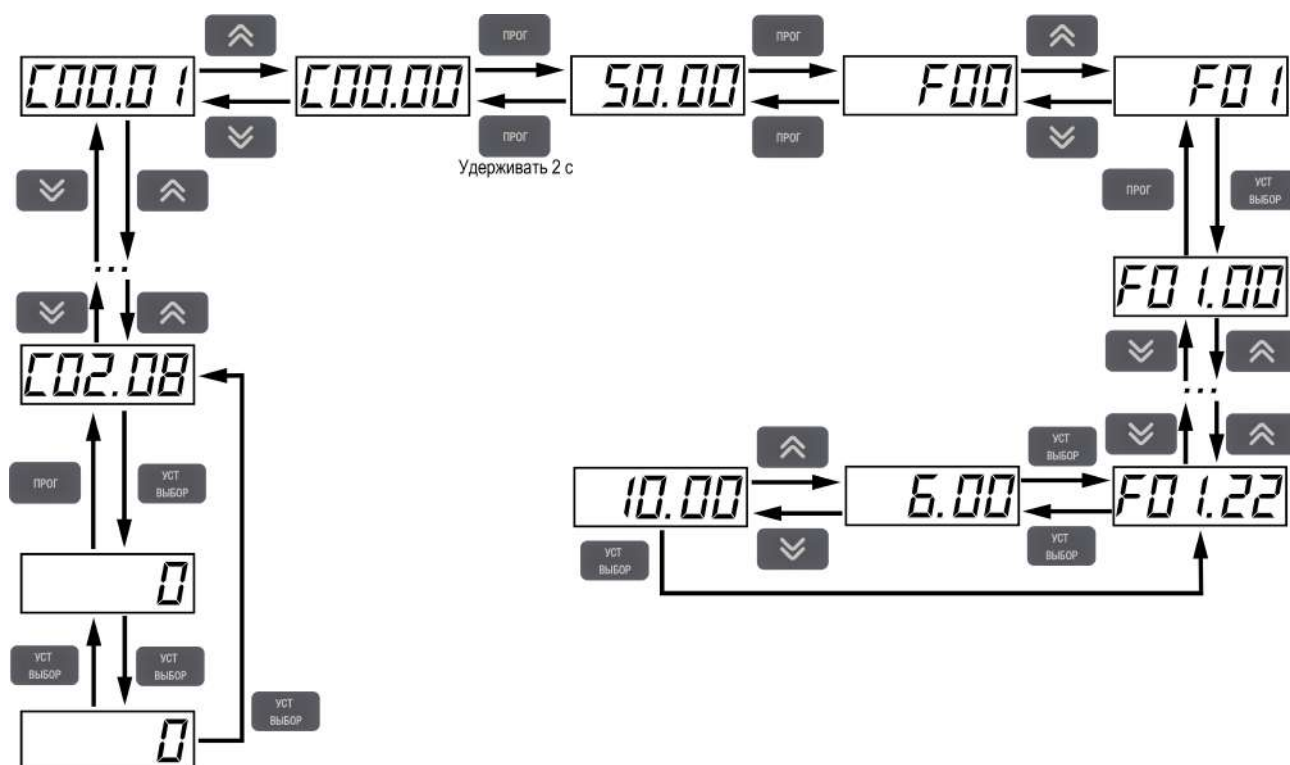 ПРОГ
ПРОГ
C00.01
C00.00
50.00
F00
F01
ПРОГ
ПРОГ
Удерживать 2 с
ПРОГ
УСТ
ВЫБОР
...
F01.00
C02.08
...
УСТ
ВЫБОР
ПРОГ
УСТ
ВЫБОР
10.00
6.00
F01.22
УСТ
ВЫБОР
УСТ
ВЫБОР
0
УСТ
ВЫБОР
УСТ
ВЫБОР
УСТ
ВЫБОР
0